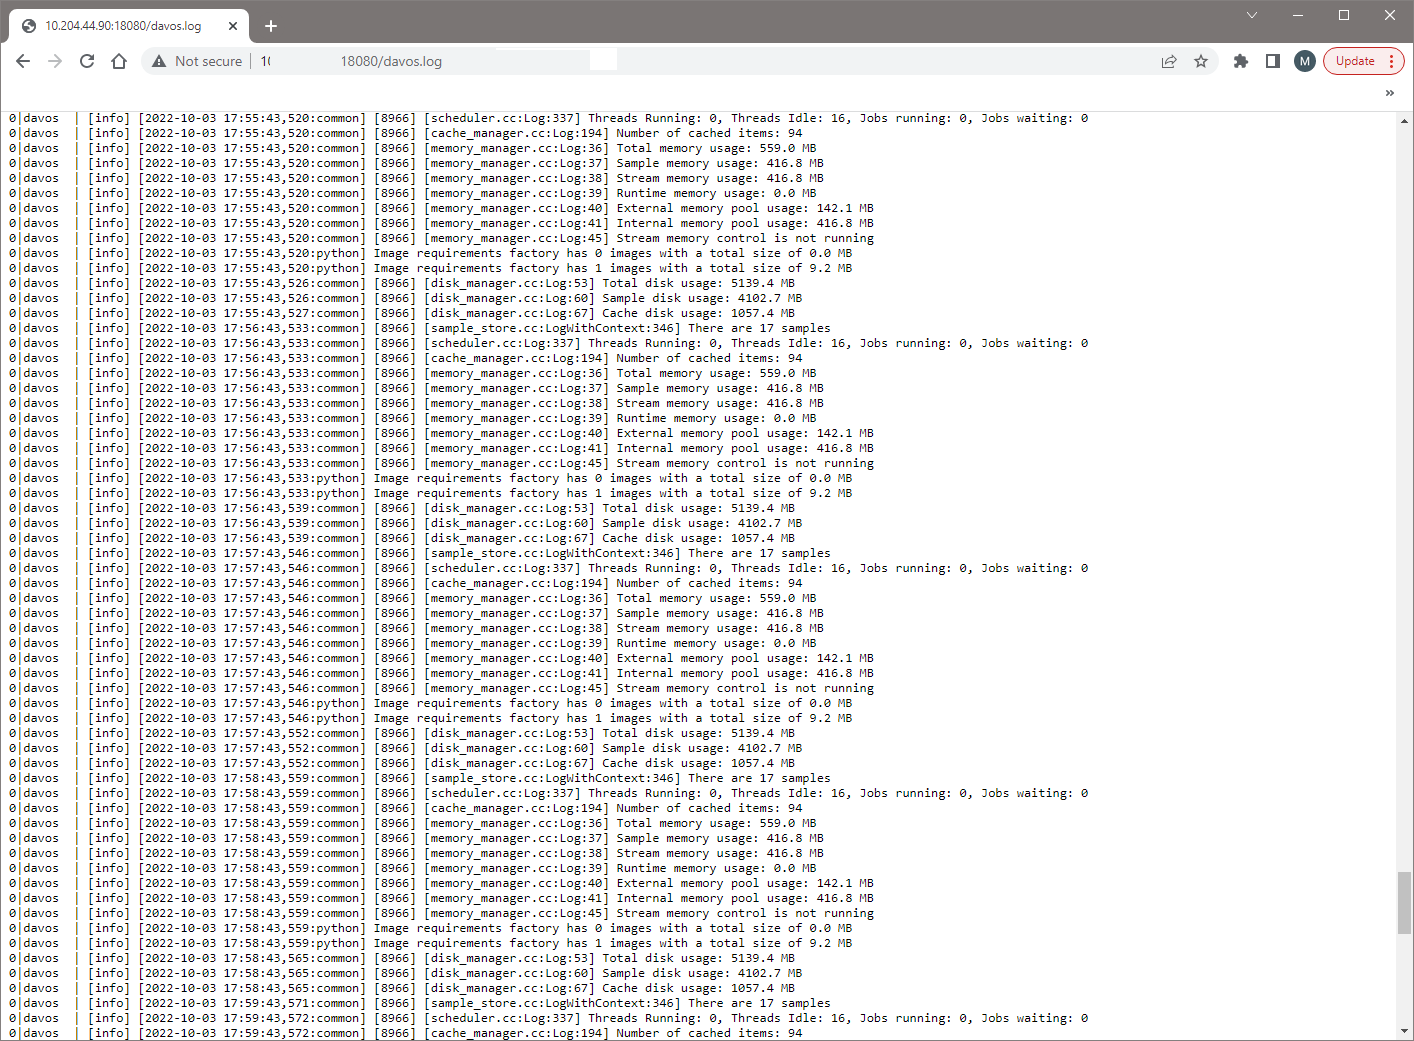 10.204.44.90:18080/davos.log
Not secure 10 18080/davos.log
M
Update
»
0|davos  | [info] [2022-10-03 17:55:43,520:common] [8966] [scheduler.cc:Log:337] Threads Running: 0, Threads Idle: 16, Jobs running: 0, Jobs waiting: 0
0|davos  | [info] [2022-10-03 17:55:43,520:common] [8966] [cache_manager.cc:Log:194] Number of cached items: 94
0|davos  | [info] [2022-10-03 17:55:43,520:common] [8966] [memory_manager.cc:Log:36] Total memory usage: 559.0 MB
0|davos  | [info] [2022-10-03 17:55:43,520:common] [8966] [memory_manager.cc:Log:37] Sample memory usage: 416.8 MB
0|davos  | [info] [2022-10-03 17:55:43,520:common] [8966] [memory_manager.cc:Log:38] Stream memory usage: 416.8 MB
0|davos  | [info] [2022-10-03 17:55:43,520:common] [8966] [memory_manager.cc:Log:39] Runtime memory usage: 0.0 MB
0|davos  | [info] [2022-10-03 17:55:43,520:common] [8966] [memory_manager.cc:Log:40] External memory pool usage: 142.1 MB
0|davos  | [info] [2022-10-03 17:55:43,520:common] [8966] [memory_manager.cc:Log:41] Internal memory pool usage: 416.8 MB
0|davos  | [info] [2022-10-03 17:55:43,520:common] [8966] [memory_manager.cc:Log:45] Stream memory control is not running
0|davos  | [info] [2022-10-03 17:55:43,520:python] Image requirements factory has 0 images with a total size of 0.0 MB
0|davos  | [info] [2022-10-03 17:55:43,520:python] Image requirements factory has 1 images with a total size of 9.2 MB
0|davos  | [info] [2022-10-03 17:55:43,526:common] [8966] [disk_manager.cc:Log:53] Total disk usage: 5139.4 MB
0|davos  | [info] [2022-10-03 17:55:43,526:common] [8966] [disk_manager.cc:Log:60] Sample disk usage: 4102.7 MB
0|davos  | [info] [2022-10-03 17:55:43,527:common] [8966] [disk_manager.cc:Log:67] Cache disk usage: 1057.4 MB
0|davos  | [info] [2022-10-03 17:56:43,533:common] [8966] [sample_store.cc:LogWithContext:346] There are 17 samples
0|davos  | [info] [2022-10-03 17:56:43,533:common] [8966] [scheduler.cc:Log:337] Threads Running: 0, Threads Idle: 16, Jobs running: 0, Jobs waiting: 0
0|davos  | [info] [2022-10-03 17:56:43,533:common] [8966] [cache_manager.cc:Log:194] Number of cached items: 94
0|davos  | [info] [2022-10-03 17:56:43,533:common] [8966] [memory_manager.cc:Log:36] Total memory usage: 559.0 MB
0|davos  | [info] [2022-10-03 17:56:43,533:common] [8966] [memory_manager.cc:Log:37] Sample memory usage: 416.8 MB
0|davos  | [info] [2022-10-03 17:56:43,533:common] [8966] [memory_manager.cc:Log:38] Stream memory usage: 416.8 MB
0|davos  | [info] [2022-10-03 17:56:43,533:common] [8966] [memory_manager.cc:Log:39] Runtime memory usage: 0.0 MB
0|davos  | [info] [2022-10-03 17:56:43,533:common] [8966] [memory_manager.cc:Log:40] External memory pool usage: 142.1 MB
0|davos  | [info] [2022-10-03 17:56:43,533:common] [8966] [memory_manager.cc:Log:41] Internal memory pool usage: 416.8 MB
0|davos  | [info] [2022-10-03 17:56:43,533:common] [8966] [memory_manager.cc:Log:45] Stream memory control is not running
0|davos  | [info] [2022-10-03 17:56:43,533:python] Image requirements factory has 0 images with a total size of 0.0 MB
0|davos  | [info] [2022-10-03 17:56:43,533:python] Image requirements factory has 1 images with a total size of 9.2 MB
0|davos  | [info] [2022-10-03 17:56:43,539:common] [8966] [disk_manager.cc:Log:53] Total disk usage: 5139.4 MB
0|davos  | [info] [2022-10-03 17:56:43,539:common] [8966] [disk_manager.cc:Log:60] Sample disk usage: 4102.7 MB
0|davos  | [info] [2022-10-03 17:56:43,539:common] [8966] [disk_manager.cc:Log:67] Cache disk usage: 1057.4 MB
0|davos  | [info] [2022-10-03 17:57:43,546:common] [8966] [sample_store.cc:LogWithContext:346] There are 17 samples
0|davos  | [info] [2022-10-03 17:57:43,546:common] [8966] [scheduler.cc:Log:337] Threads Running: 0, Threads Idle: 16, Jobs running: 0, Jobs waiting: 0
0|davos  | [info] [2022-10-03 17:57:43,546:common] [8966] [cache_manager.cc:Log:194] Number of cached items: 94
0|davos  | [info] [2022-10-03 17:57:43,546:common] [8966] [memory_manager.cc:Log:36] Total memory usage: 559.0 MB
0|davos  | [info] [2022-10-03 17:57:43,546:common] [8966] [memory_manager.cc:Log:37] Sample memory usage: 416.8 MB
0|davos  | [info] [2022-10-03 17:57:43,546:common] [8966] [memory_manager.cc:Log:38] Stream memory usage: 416.8 MB
0|davos  | [info] [2022-10-03 17:57:43,546:common] [8966] [memory_manager.cc:Log:39] Runtime memory usage: 0.0 MB
0|davos  | [info] [2022-10-03 17:57:43,546:common] [8966] [memory_manager.cc:Log:40] External memory pool usage: 142.1 MB
0|davos  | [info] [2022-10-03 17:57:43,546:common] [8966] [memory_manager.cc:Log:41] Internal memory pool usage: 416.8 MB
0|davos  | [info] [2022-10-03 17:57:43,546:common] [8966] [memory_manager.cc:Log:45] Stream memory control is not running
0|davos  | [info] [2022-10-03 17:57:43,546:python] Image requirements factory has 0 images with a total size of 0.0 MB
0|davos  | [info] [2022-10-03 17:57:43,546:python] Image requirements factory has 1 images with a total size of 9.2 MB
0|davos  | [info] [2022-10-03 17:57:43,552:common] [8966] [disk_manager.cc:Log:53] Total disk usage: 5139.4 MB
0|davos  | [info] [2022-10-03 17:57:43,552:common] [8966] [disk_manager.cc:Log:60] Sample disk usage: 4102.7 MB
0|davos  | [info] [2022-10-03 17:57:43,552:common] [8966] [disk_manager.cc:Log:67] Cache disk usage: 1057.4 MB
0|davos  | [info] [2022-10-03 17:58:43,559:common] [8966] [sample_store.cc:LogWithContext:346] There are 17 samples
0|davos  | [info] [2022-10-03 17:58:43,559:common] [8966] [scheduler.cc:Log:337] Threads Running: 0, Threads Idle: 16, Jobs running: 0, Jobs waiting: 0
0|davos  | [info] [2022-10-03 17:58:43,559:common] [8966] [cache_manager.cc:Log:194] Number of cached items: 94
0|davos  | [info] [2022-10-03 17:58:43,559:common] [8966] [memory_manager.cc:Log:36] Total memory usage: 559.0 MB
0|davos  | [info] [2022-10-03 17:58:43,559:common] [8966] [memory_manager.cc:Log:37] Sample memory usage: 416.8 MB
0|davos  | [info] [2022-10-03 17:58:43,559:common] [8966] [memory_manager.cc:Log:38] Stream memory usage: 416.8 MB
0|davos  | [info] [2022-10-03 17:58:43,559:common] [8966] [memory_manager.cc:Log:39] Runtime memory usage: 0.0 MB
0|davos  | [info] [2022-10-03 17:58:43,559:common] [8966] [memory_manager.cc:Log:40] External memory pool usage: 142.1 MB
0|davos  | [info] [2022-10-03 17:58:43,559:common] [8966] [memory_manager.cc:Log:41] Internal memory pool usage: 416.8 MB
0|davos  | [info] [2022-10-03 17:58:43,559:common] [8966] [memory_manager.cc:Log:45] Stream memory control is not running
0|davos  | [info] [2022-10-03 17:58:43,559:python] Image requirements factory has 0 images with a total size of 0.0 MB
0|davos  | [info] [2022-10-03 17:58:43,559:python] Image requirements factory has 1 images with a total size of 9.2 MB
0|davos  | [info] [2022-10-03 17:58:43,565:common] [8966] [disk_manager.cc:Log:53] Total disk usage: 5139.4 MB
0|davos  | [info] [2022-10-03 17:58:43,565:common] [8966] [disk_manager.cc:Log:60] Sample disk usage: 4102.7 MB
0|davos  | [info] [2022-10-03 17:58:43,565:common] [8966] [disk_manager.cc:Log:67] Cache disk usage: 1057.4 MB
0|davos  | [info] [2022-10-03 17:59:43,571:common] [8966] [sample_store.cc:LogWithContext:346] There are 17 samples
0|davos  | [info] [2022-10-03 17:59:43,572:common] [8966] [scheduler.cc:Log:337] Threads Running: 0, Threads Idle: 16, Jobs running: 0, Jobs waiting: 0
0|davos  | [info] [2022-10-03 17:59:43,572:common] [8966] [cache_manager.cc:Log:194] Number of cached items: 94